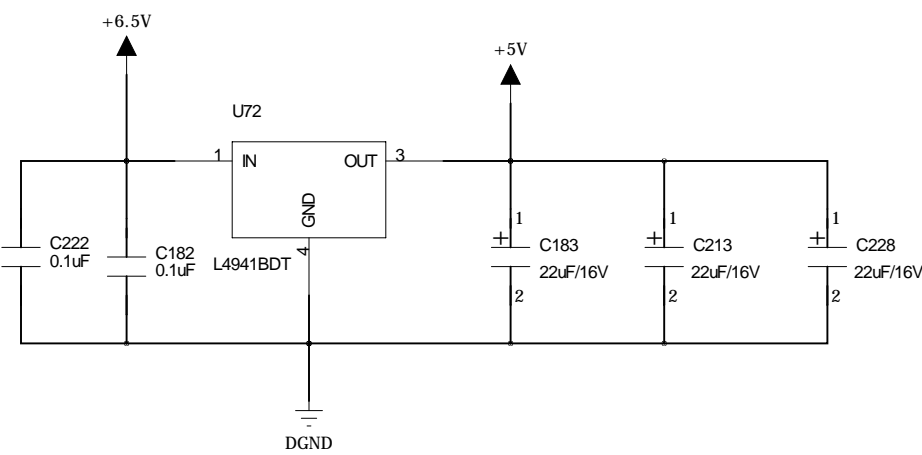 +6.5V
+5V
U72
1
IN
OUT
3
GND
4
L4941BDT
C222
0.1uF
C182
0.1uF
1
+
C183
22uF/16V
2
1
+
C213
22uF/16V
2
1
+
C228
22uF/16V
2
DGND